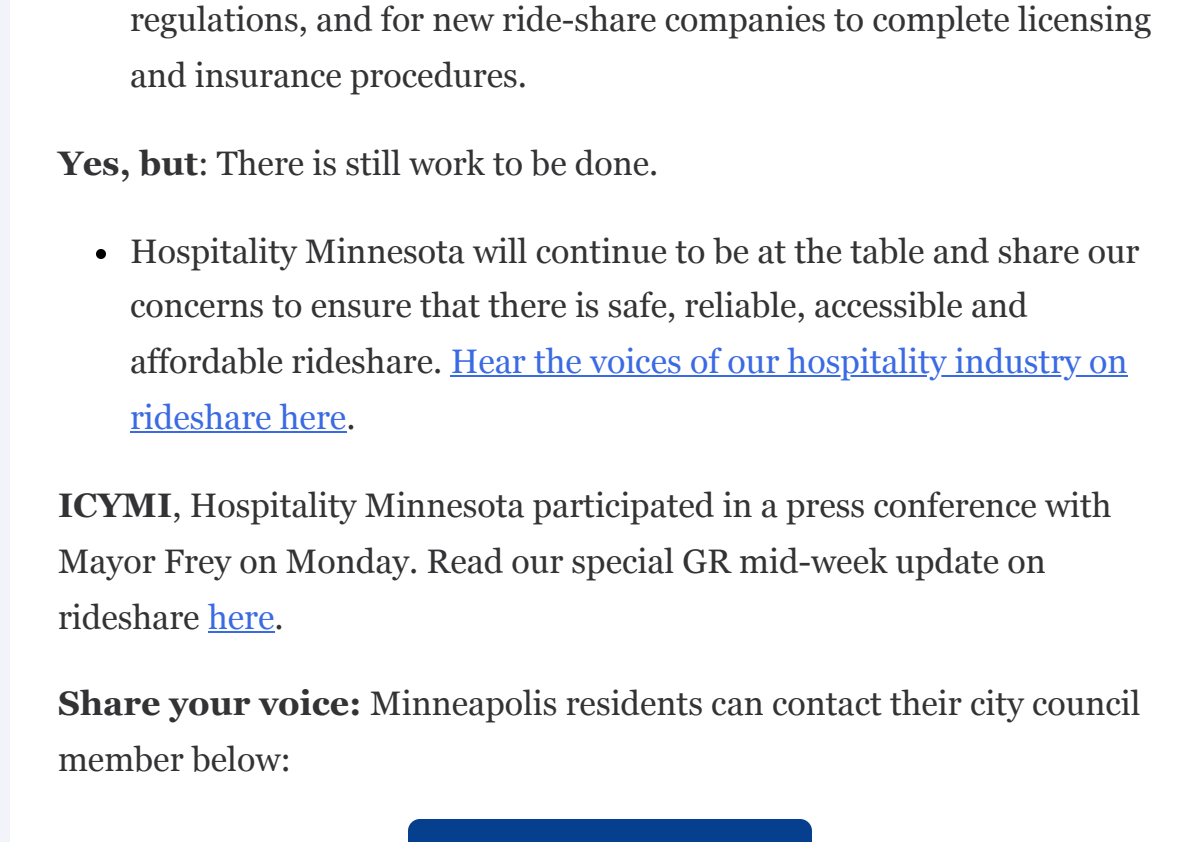 regulations, and for new ride-share companies to complete licensing
and insurance procedures.
Yes, but: There is still work to be done.
• Hospitality Minnesota will continue to be at the table and share our
concerns to ensure that there is safe, reliable, accessible and
affordable rideshare. Hear the voices of our hospitality industry on
rideshare here.
ICYMI, Hospitality Minnesota participated in a press conference with
Mayor Frey on Monday. Read our special GR mid-week update on
rideshare here.
Share your voice: Minneapolis residents can contact their city council
member below: